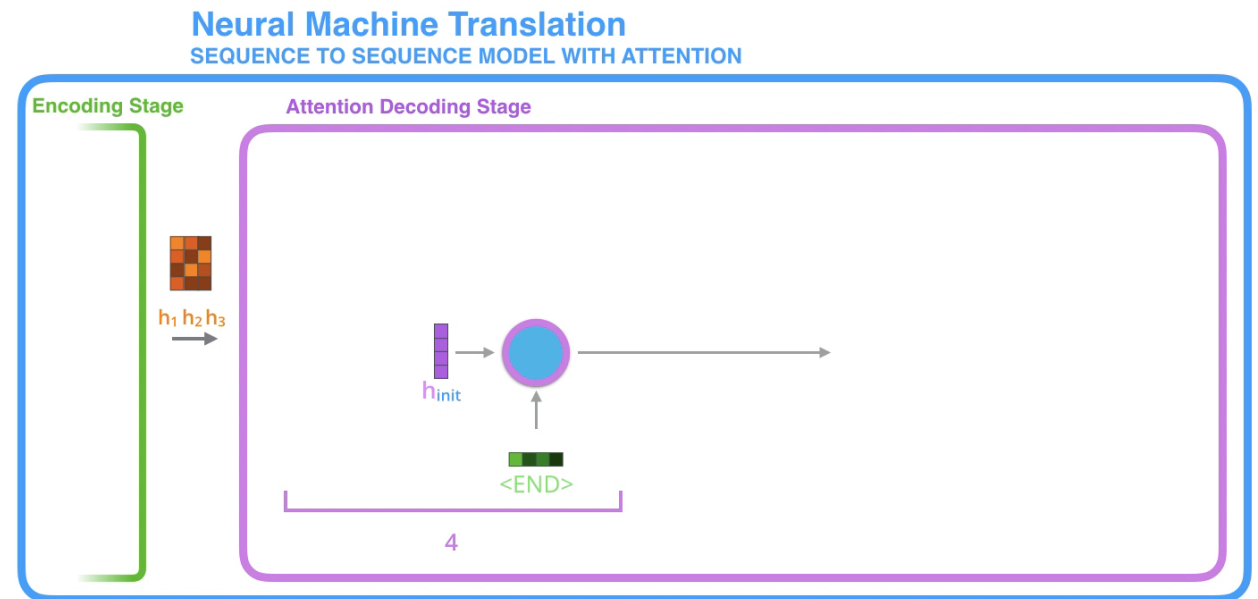 Neural Machine Translation
SEQUENCE TO SEQUENCE MODEL WITH ATTENTION
Encoding Stage
Attention Decoding Stage
h₁ h₂ h₃
hinit
<END>
4